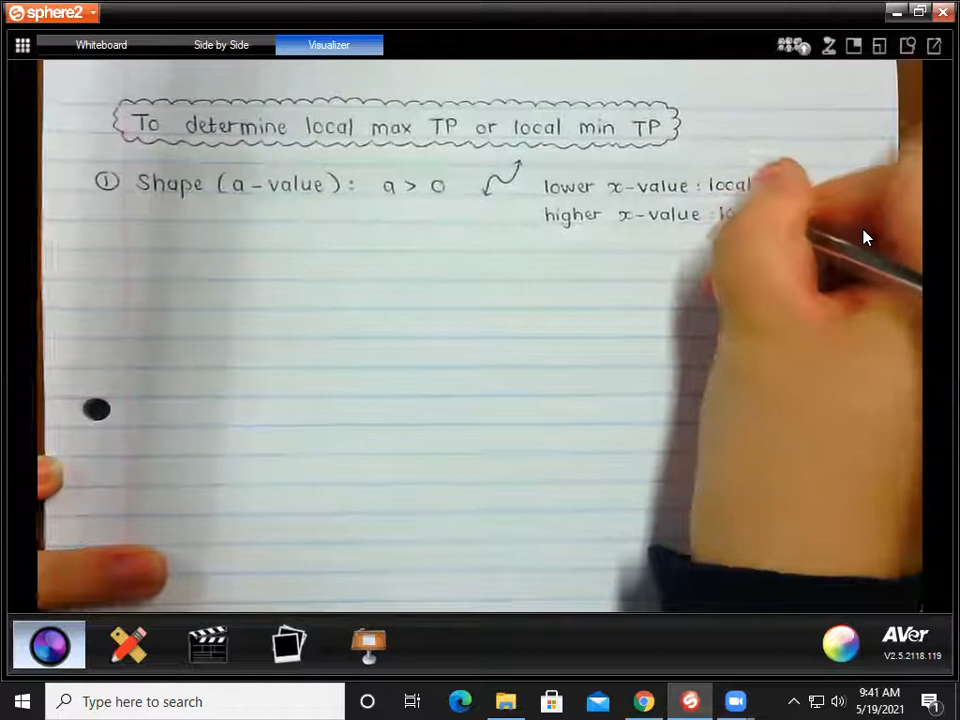 sphere2
Whiteboard
Side by Side
Visualizer
To determine local max TP or local min TP
① Shape (a-value): a > 0
lower x-value : local
higher x-value :
AVer
V2.5.2118.119
Type here to search
9:41 AM
5/19/2021
1